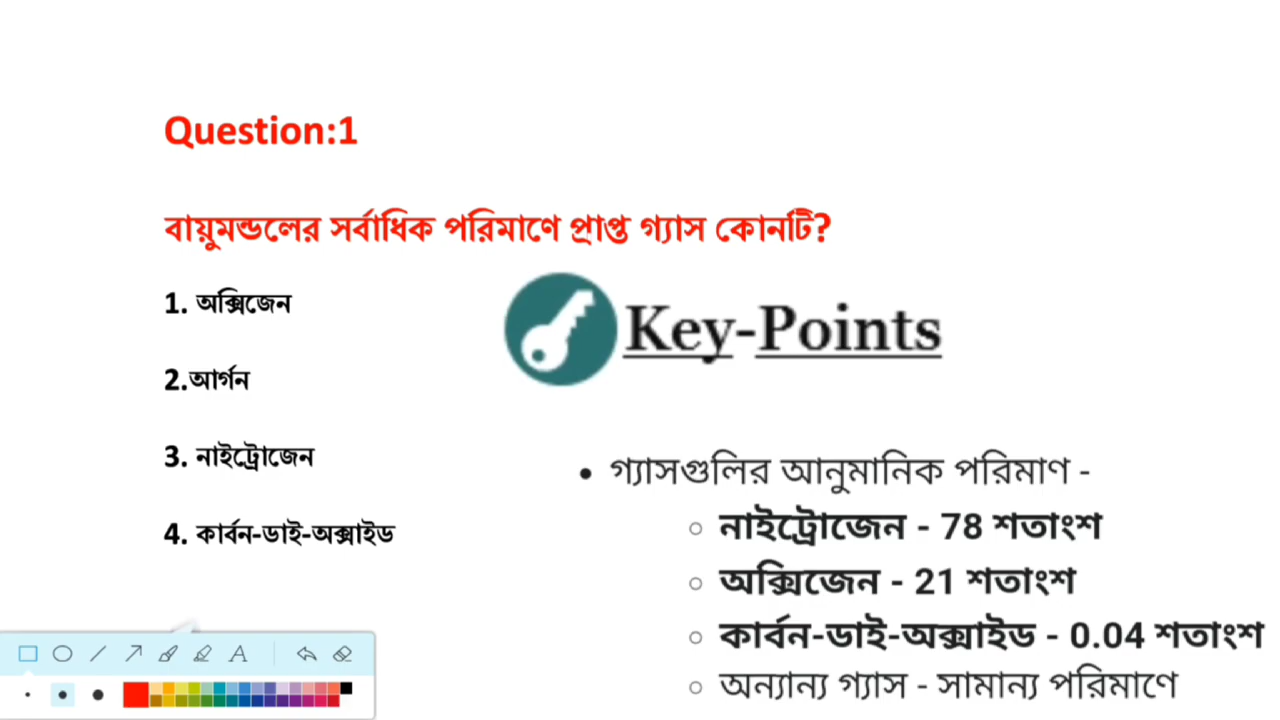 Question:1
বায়ুমন্ডলের সর্বাধিক পরিমাণে প্রাপ্ত গ্যাস কোনটি?
1. অক্সিজেন
2.আর্গন
3. নাইট্রোজেন
4. কার্বন-ডাই-অক্সাইড
Key-Points
• গ্যাসগুলির আনুমানিক পরিমাণ -
○ নাইট্রোজেন - 78 শতাংশ
○ অক্সিজেন - 21 শতাংশ
○ কার্বন-ডাই-অক্সাইড - 0.04 শতাংশ
○ অন্যান্য গ্যাস - সামান্য পরিমাণে
A